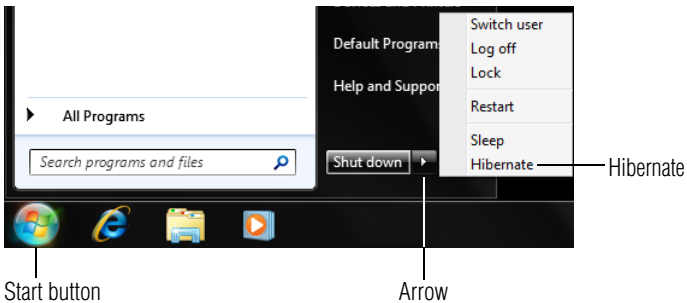 Switch user
Default Program
Log off
Lock
Help and Suppor
Restart
All Programs
Sleep
Search programs and files
Shut down
Hibernate
Hibernate
Start button
Arrow